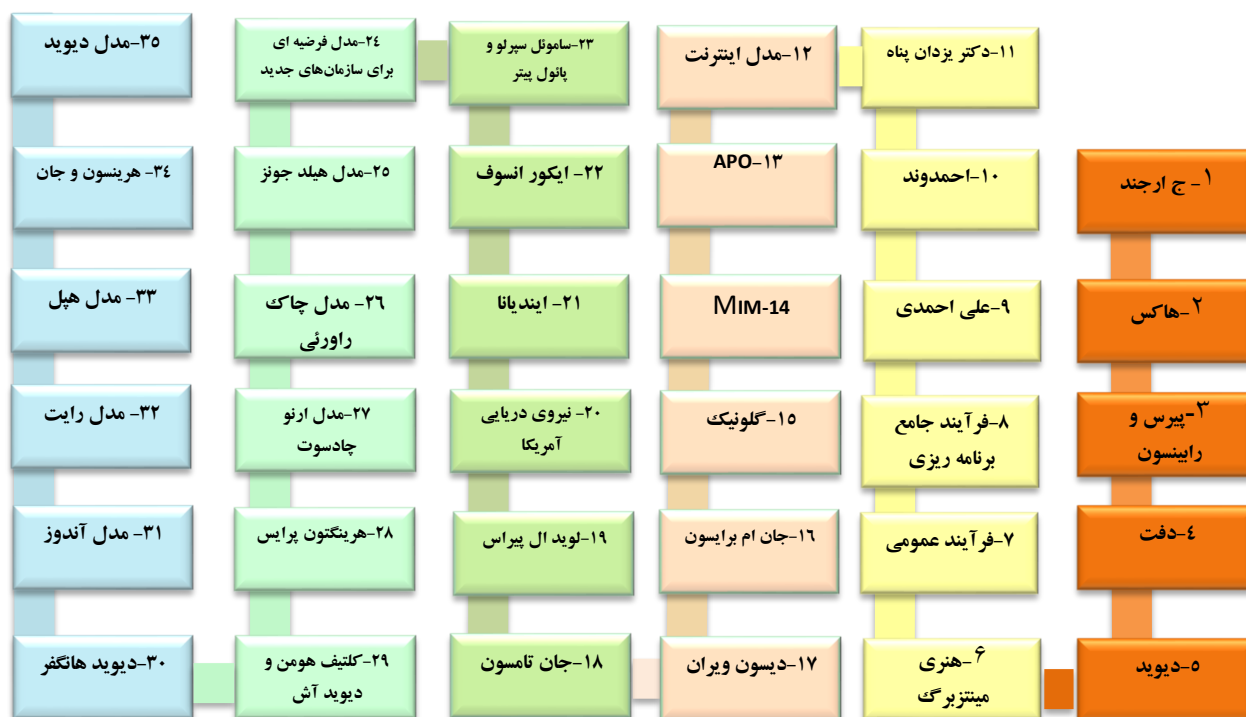 ۱- ج ارجند
۲-هاکس
۳-پیرس و
رابینسون
۴-دفت
۵-دیوید
۶-هنری
مینتزبرگ
۷-فرآیند عمومی
۸-فرآیند جامع
برنامه ریزی
۹-علی احمدی
۱۰-احمدوند
۱۱-دکتر یزدان پناه
۱۲-مدل اینترنت
۱۳-APO
MIM-14
۱۵-گلونیک
۱۶-جان ام برایسون
۱۷-دیسون ویران
۱۸-جان تامسون
۱۹-لوید ال پیراس
۲۰- نیروی دریایی
آمریکا
۲۱- ایندیانا
۲۲- ایکور انسوف
۲۳-ساموئل سپرلو و
پائول پیتر
۲۴-مدل فرضیه ای
برای سازمان‌های جدید
۲۵-مدل هیلد جونز
۲۶- مدل چاک
راورئی
۲۷-مدل ارنو
چادسوت
۲۸-هرینگتون پرایس
۲۹-کلتیف هومن و
دیوید آش
۳۰-دیوید هانگفر
۳۱- مدل آندوز
۳۲- مدل رایت
۳۳- مدل هپل
۳۴- هرینسون و جان
۳۵-مدل دیوید